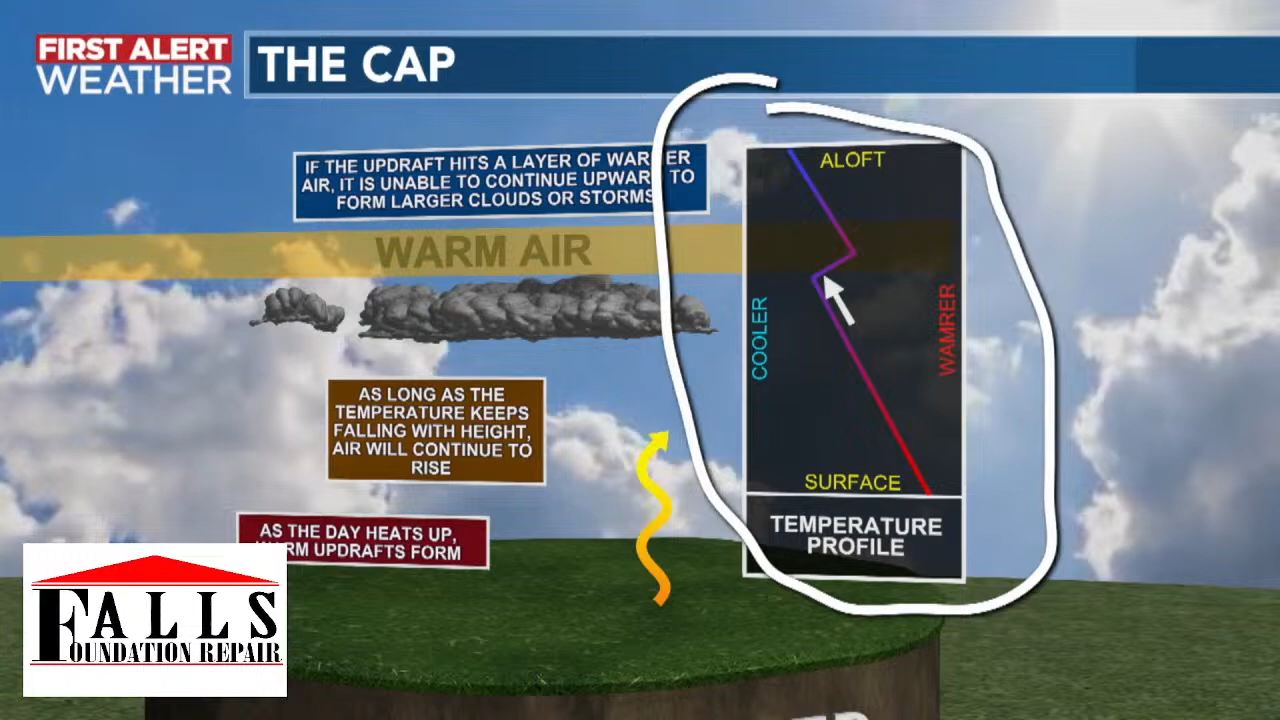 FIRST ALERT
WEATHER
THE CAP
IF THE UPDRAFT HITS A LAYER OF WARMER
AIR, IT IS UNABLE TO CONTINUE UPWARD TO
FORM LARGER CLOUDS OR STORMS
WARM AIR
AS LONG AS THE
TEMPERATURE KEEPS
FALLING WITH HEIGHT,
AIR WILL CONTINUE TO
RISE
AS THE DAY HEATS UP,
WARM UPDRAFTS FORM
ALOFT
COOLER
WAMRER
SURFACE
TEMPERATURE
PROFILE
FALLS
FOUNDATION REPAIR